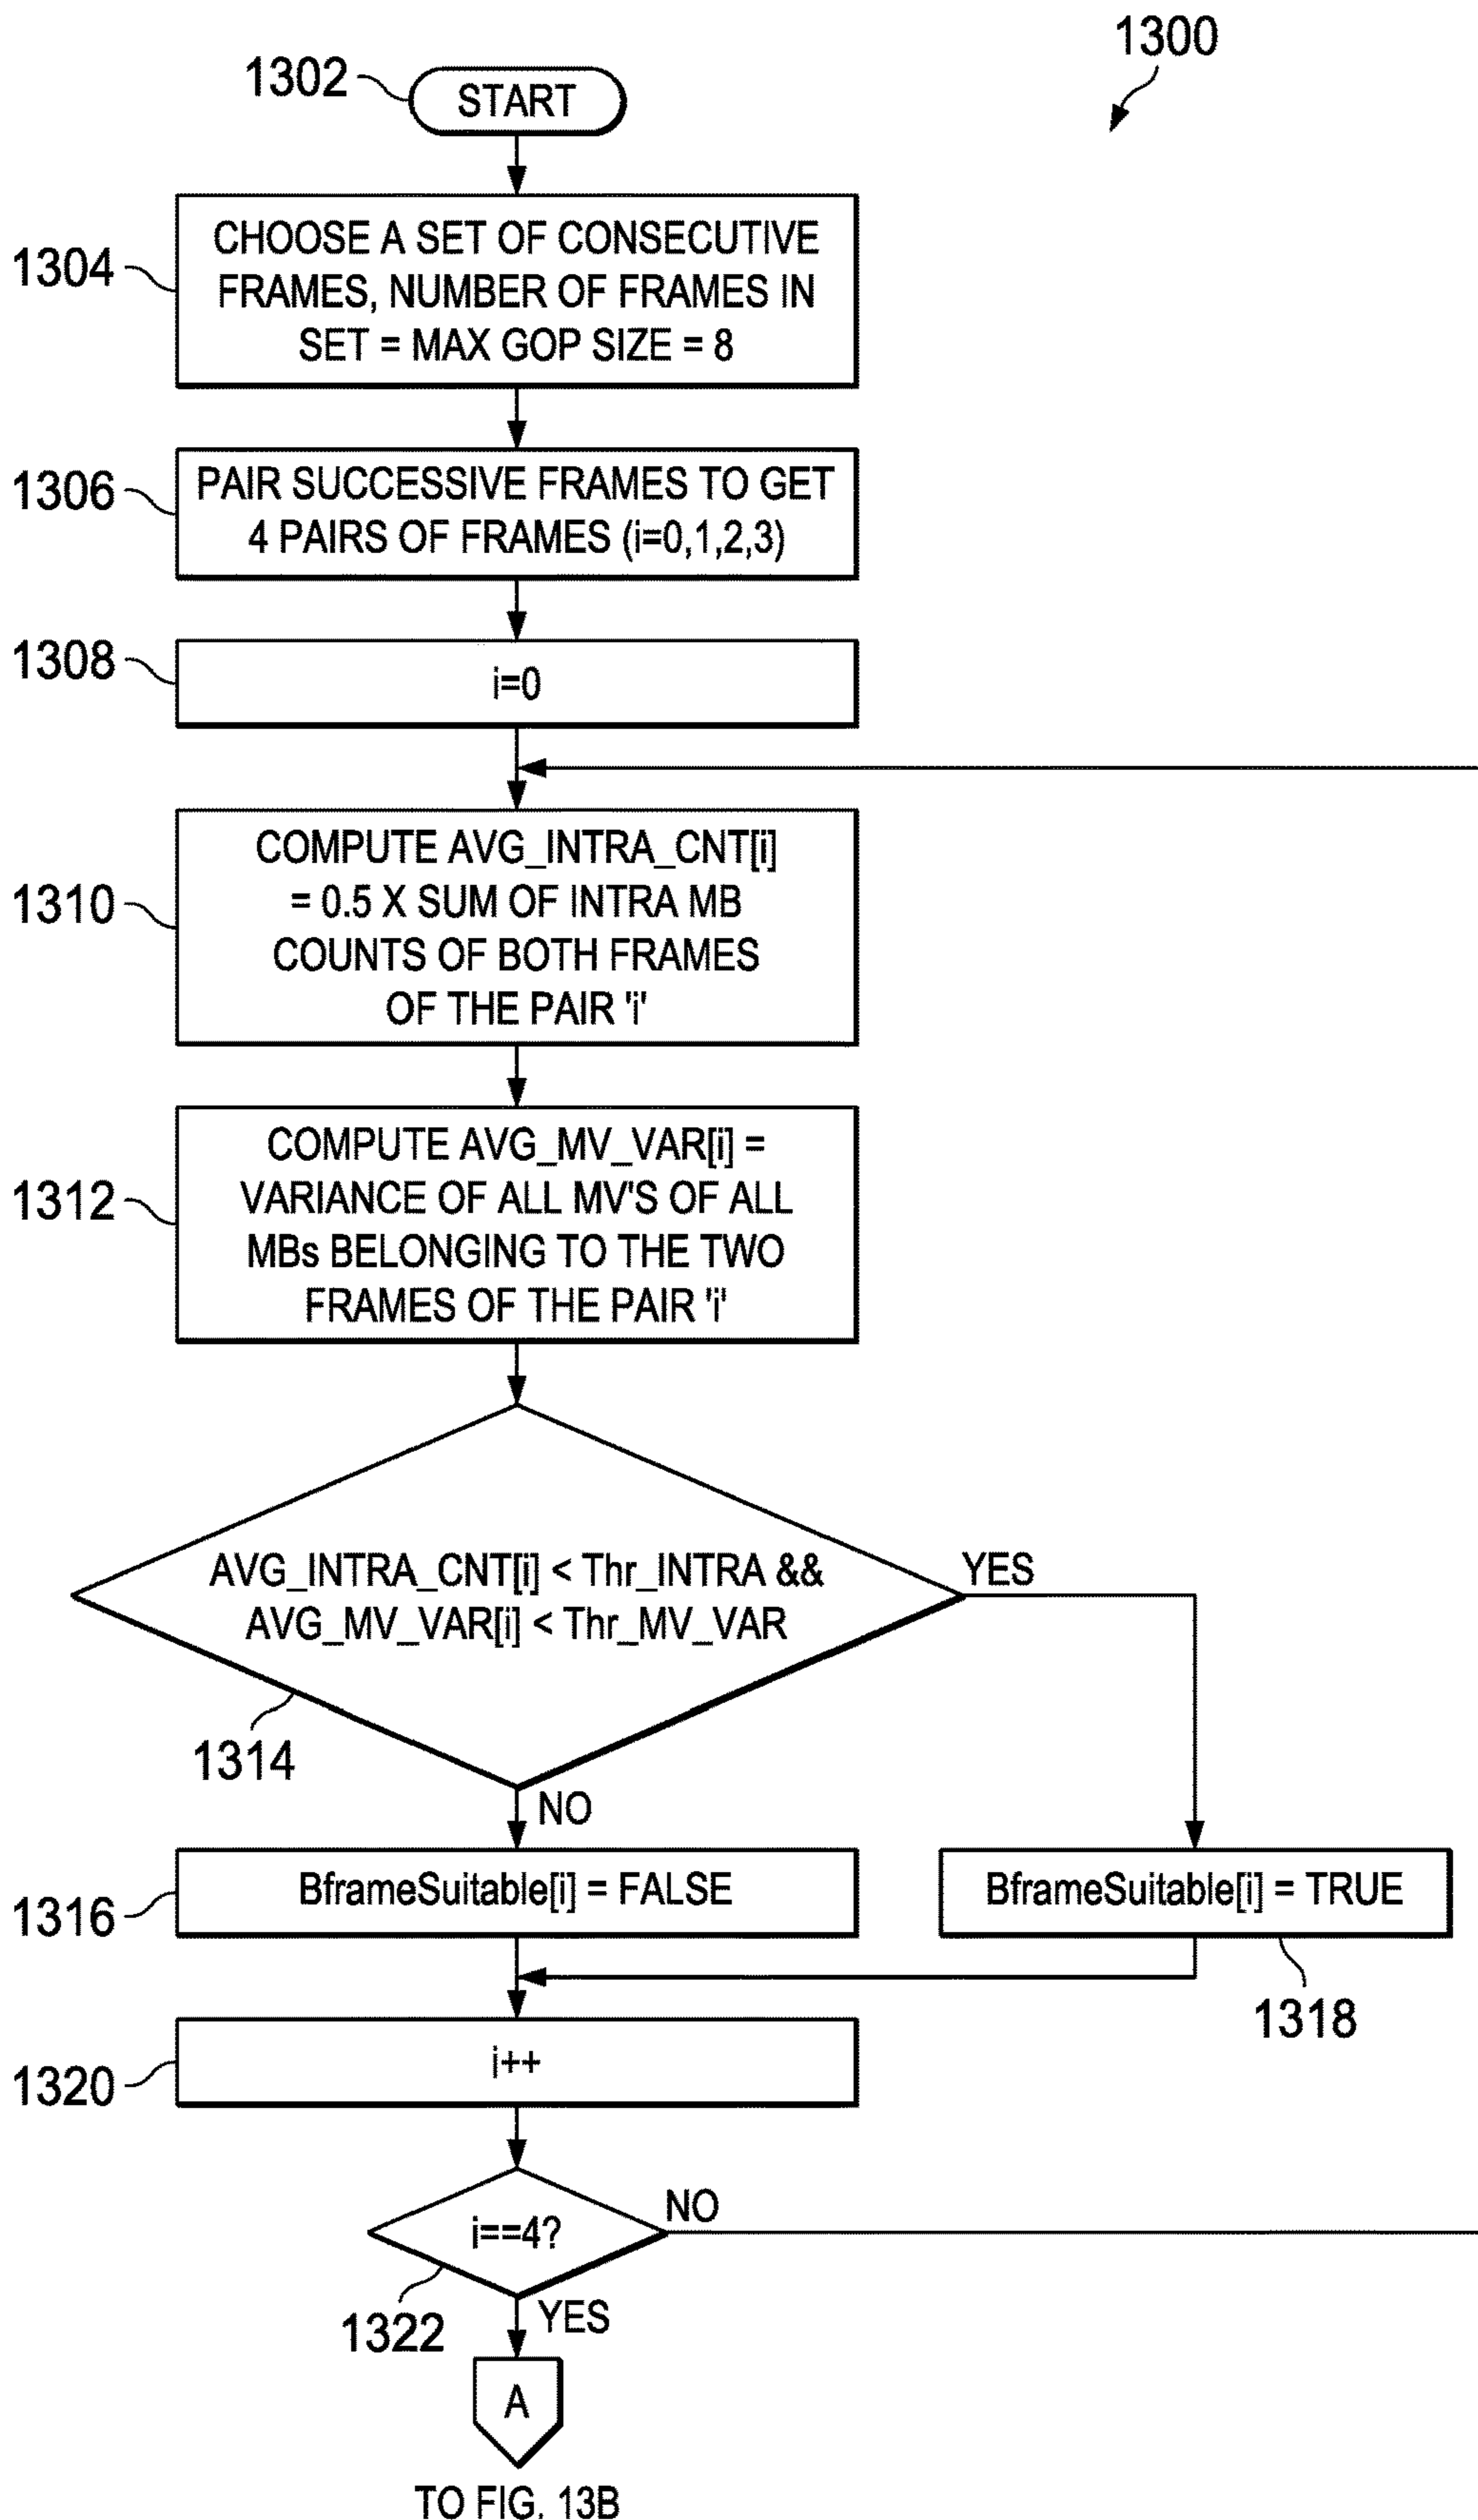 1300
1302
START
1304
CHOOSE A SET OF CONSECUTIVE
FRAMES, NUMBER OF FRAMES IN
SET = MAX GOP SIZE = 8
1306
PAIR SUCCESSIVE FRAMES TO GET
4 PAIRS OF FRAMES (i=0,1,2,3)
1308
i=0
1310
COMPUTE AVG_INTRA_CNT[i]
= 0.5 X SUM OF INTRA MB
COUNTS OF BOTH FRAMES
OF THE PAIR 'i'
1312
COMPUTE AVG_MV_VAR[i] =
VARIANCE OF ALL MV'S OF ALL
MBs BELONGING TO THE TWO
FRAMES OF THE PAIR 'i'
AVG_INTRA_CNT[i] < Thr_INTRA &&
AVG_MV_VAR[i] < Thr_MV_VAR
YES
1314
NO
1316
BframeSuitable[i] = FALSE
BframeSuitable[i] = TRUE
1318
1320
i++
i==4?
NO
1322
YES
A
TO FIG. 13B